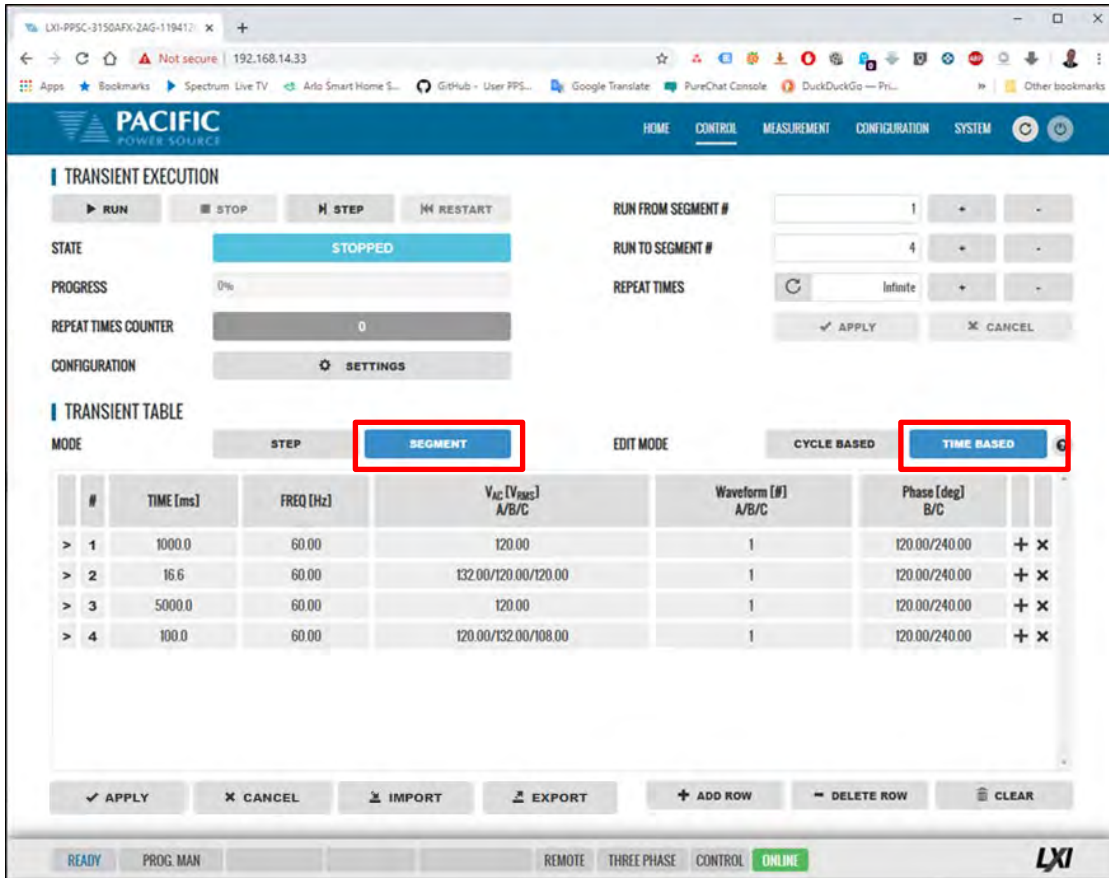 LXI-PPSC-3150AFX-2AG-119412
Not secure | 192.168.14.33
Apps Bookmarks Spectrum Live TV Arlo Smart Home S... GitHub - User PPS... Google Translate PureChat Console DuckDuckGo — Pri... » Other bookmarks
PACIFIC
POWER SOURCE
HOME CONTROL MEASUREMENT CONFIGURATION SYSTEM
TRANSIENT EXECUTION
RUN STOP STEP RESTART RUN FROM SEGMENT # 1 + -
STATE STOPPED RUN TO SEGMENT # 4 + -
PROGRESS 0% REPEAT TIMES Infinite + -
REPEAT TIMES COUNTER 0 APPLY CANCEL
CONFIGURATION SETTINGS
TRANSIENT TABLE
MODE STEP SEGMENT EDIT MODE CYCLE BASED TIME BASED
# TIME [ms] FREQ [Hz] VAC [VRMS] A/B/C Waveform [#] A/B/C Phase [deg] B/C
> 1 1000.0 60.00 120.00 1 120.00/240.00 + ×
> 2 16.6 60.00 132.00/120.00/120.00 1 120.00/240.00 + ×
> 3 5000.0 60.00 120.00 1 120.00/240.00 + ×
> 4 100.0 60.00 120.00/132.00/108.00 1 120.00/240.00 + ×
APPLY CANCEL IMPORT EXPORT + ADD ROW - DELETE ROW CLEAR
READY PROG. MAN REMOTE THREE PHASE CONTROL ONLINE LXI